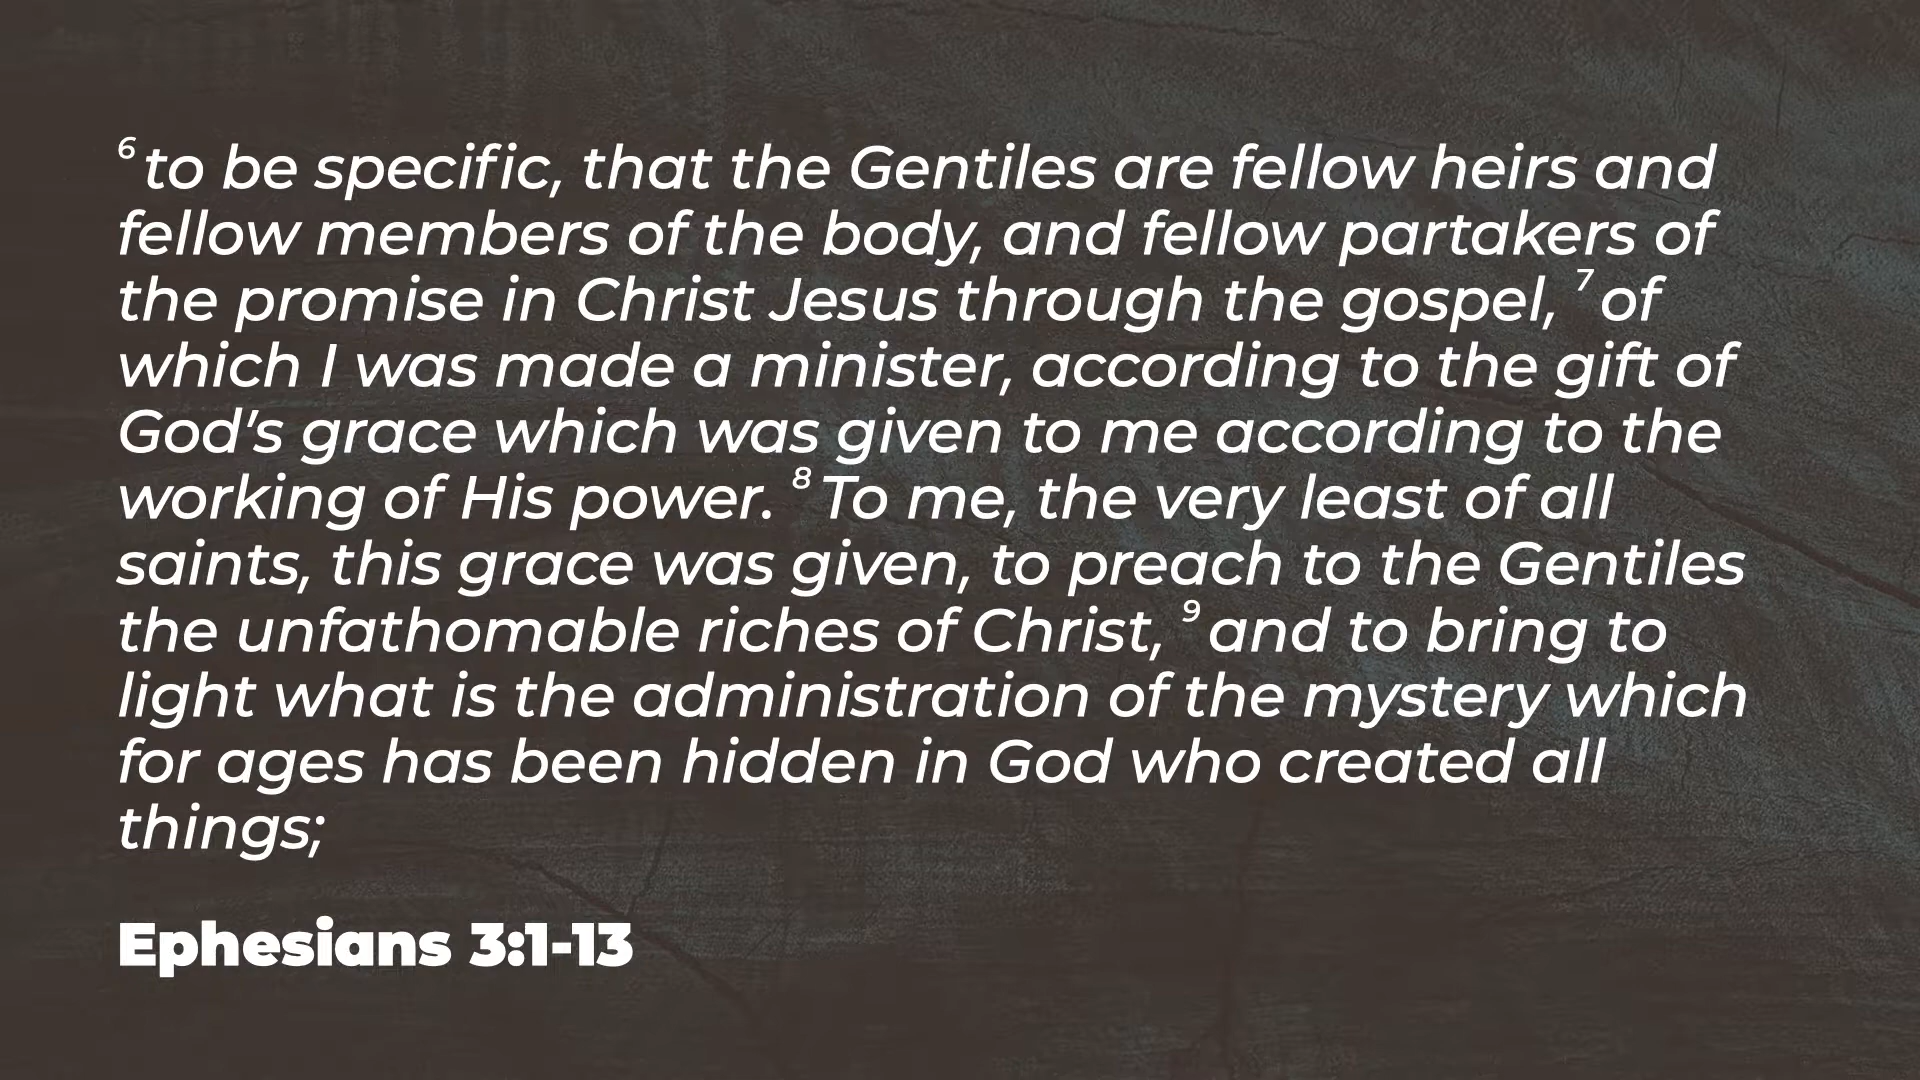 ⁶ to be specific, that the Gentiles are fellow heirs and
fellow members of the body, and fellow partakers of
the promise in Christ Jesus through the gospel, ⁷ of
which I was made a minister, according to the gift of
God's grace which was given to me according to the
working of His power. ⁸ To me, the very least of all
saints, this grace was given, to preach to the Gentiles
the unfathomable riches of Christ, ⁹ and to bring to
light what is the administration of the mystery which
for ages has been hidden in God who created all
things;
Ephesians 3:1-13